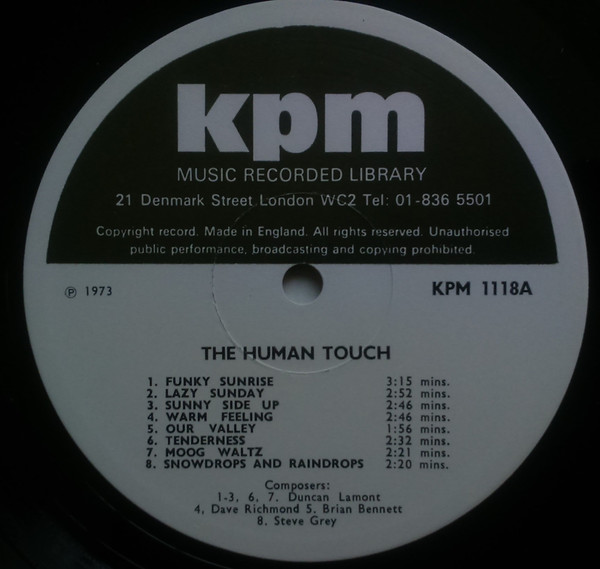 kpm
MUSIC RECORDED LIBRARY
21 Denmark Street London WC2 Tel: 01-836 5501
Copyright record. Made in England. All rights reserved. Unauthorised
public performance, broadcasting and copying prohibited.
℗ 1973 KPM 1118A
THE HUMAN TOUCH
1. FUNKY SUNRISE 3:15 mins.
2. LAZY SUNDAY 2:52 mins.
3. SUNNY SIDE UP 2:46 mins.
4. WARM FEELING 2:46 mins.
5. OUR VALLEY 1:56 mins.
6. TENDERNESS 2:32 mins.
7. MOOG WALTZ 2:21 mins.
8. SNOWDROPS AND RAINDROPS 2:20 mins.
Composers:
1-3, 6, 7. Duncan Lamont
4, Dave Richmond 5. Brian Bennett
8. Steve Grey